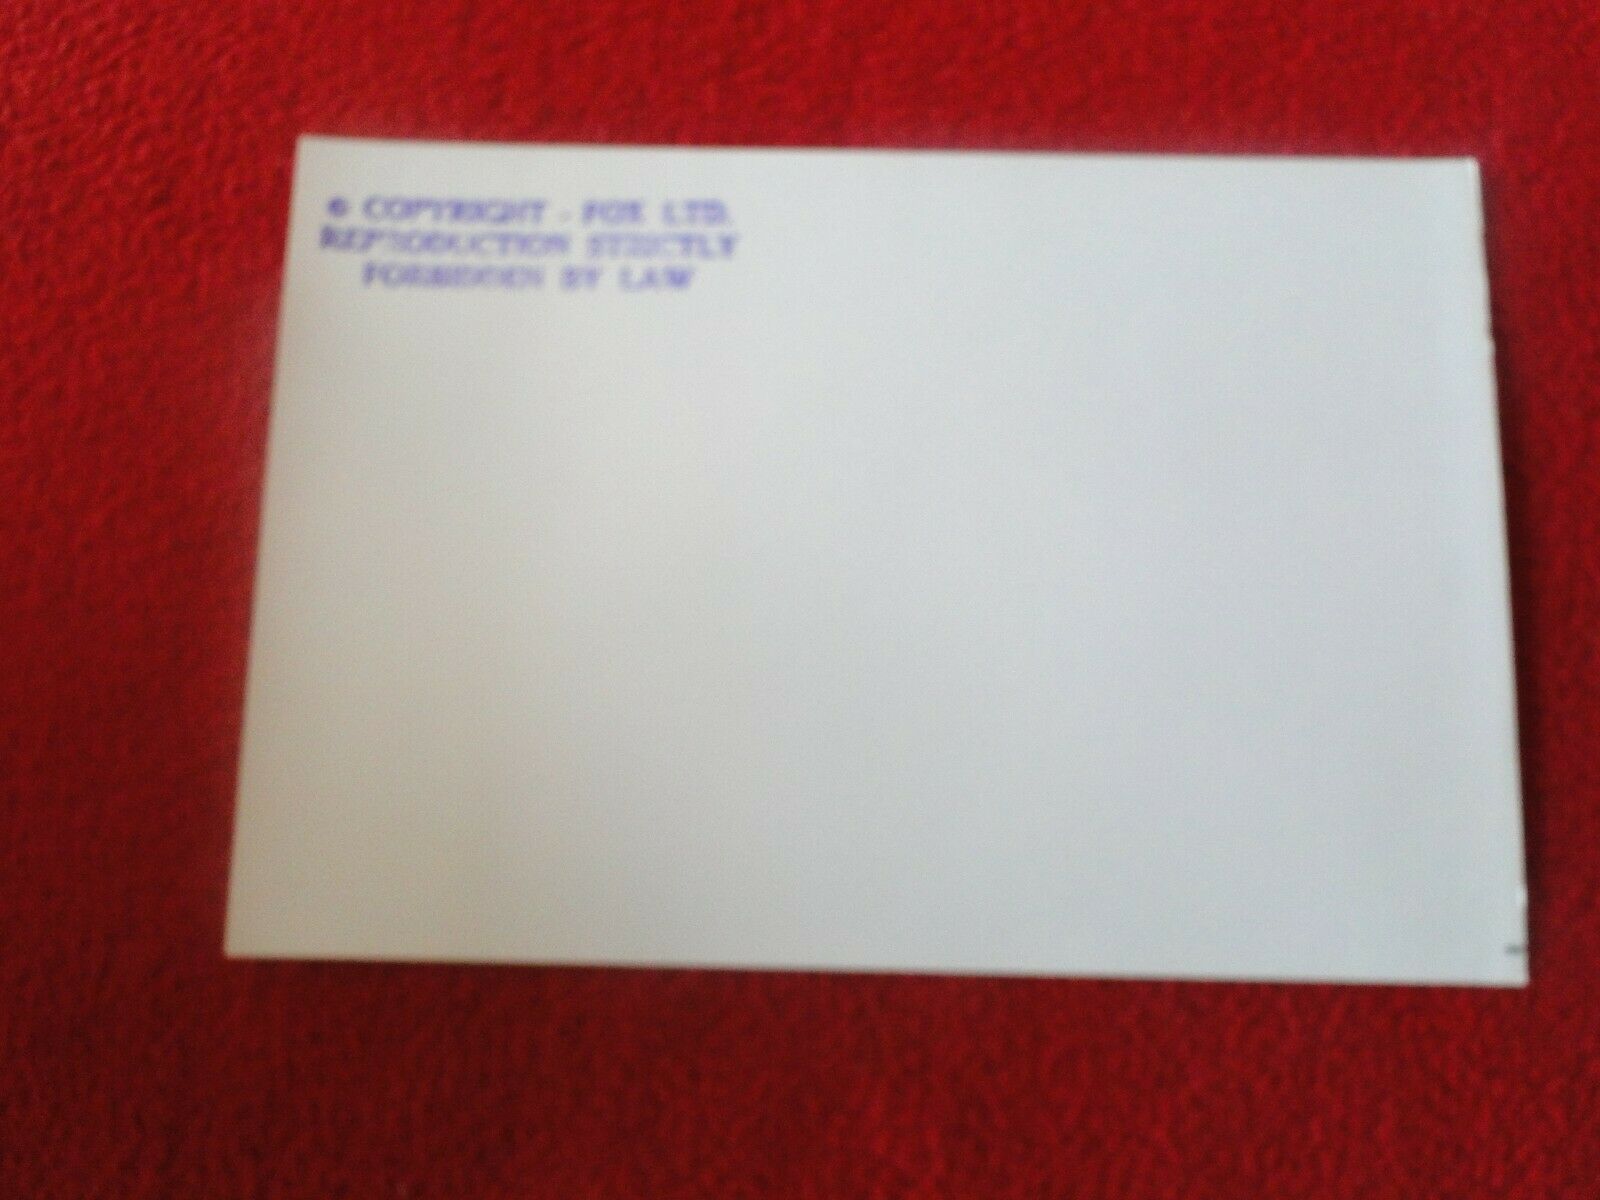 © COPYRIGHT - FOX LTD.
REPRODUCTION STRICTLY
FORBIDDEN BY LAW